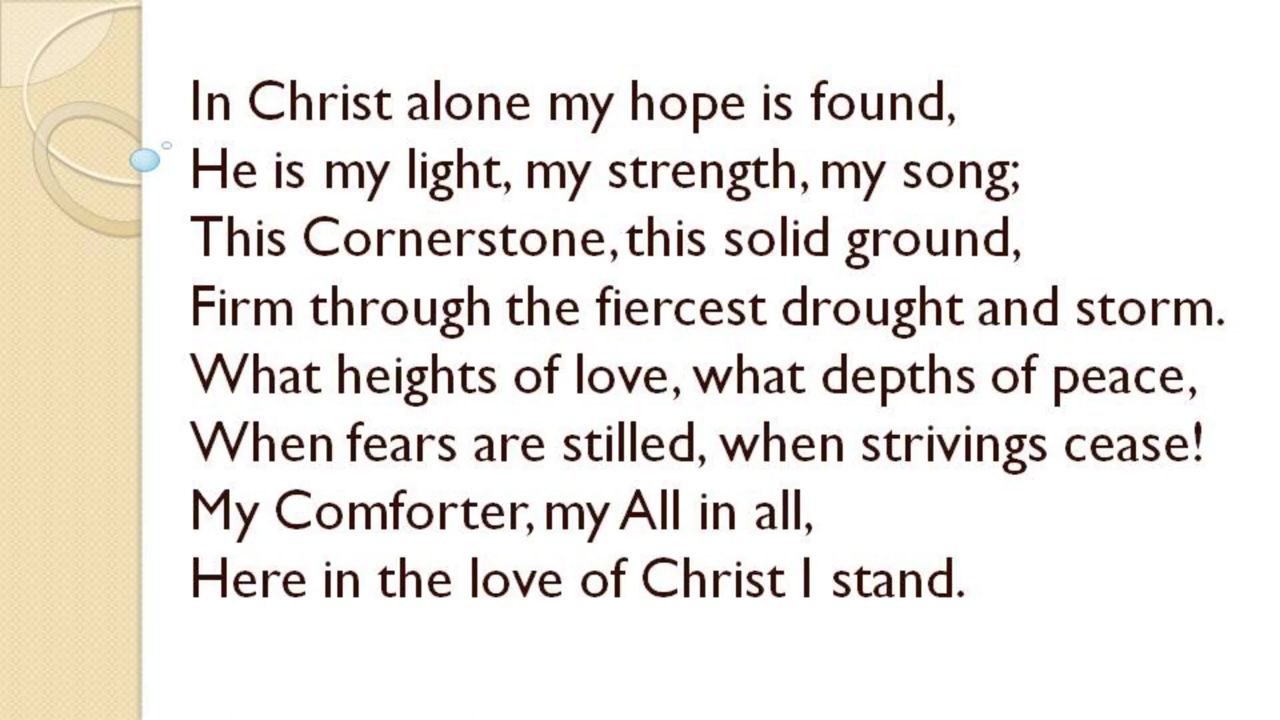 In Christ alone my hope is found,
He is my light, my strength, my song;
This Cornerstone, this solid ground,
Firm through the fiercest drought and storm.
What heights of love, what depths of peace,
When fears are stilled, when strivings cease!
My Comforter, my All in all,
Here in the love of Christ I stand.